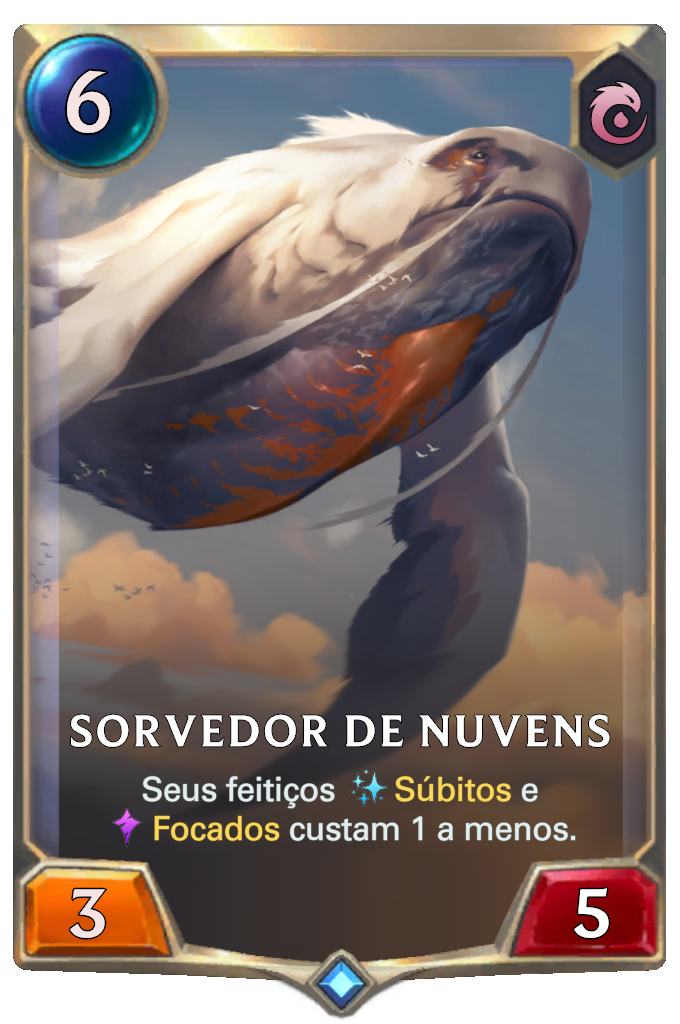 6
SORVEDOR DE NUVENS
Seus feitiços Súbitos e
Focados custam 1 a menos.
3 5